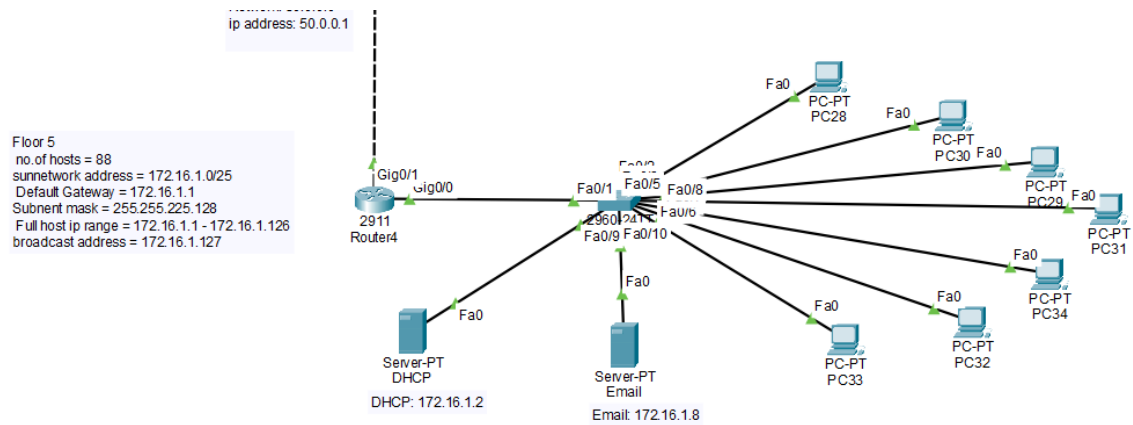 ip address: 50.0.0.1
Floor 5
no.of hosts = 88
sunnetwork address = 172.16.1.0/25
Default Gateway = 172.16.1.1
Subnent mask = 255.255.225.128
Full host ip range = 172.16.1.1 - 172.16.1.126
broadcast address = 172.16.1.127
Gig0/1
Gig0/0
2911
Router4
Fa0/1
Fa0/5
Fa0/8
Fa0/6
Fa0/9
Fa0/10
Fa0
PC-PT
PC28
Fa0
PC-PT
PC30
Fa0
PC-PT
PC29
Fa0
PC-PT
PC31
Fa0
PC-PT
PC34
Fa0
PC-PT
PC32
Fa0
PC-PT
PC33
Fa0
Server-PT
DHCP
DHCP: 172.16.1.2
Fa0
Server-PT
Email
Email: 172.16.1.8